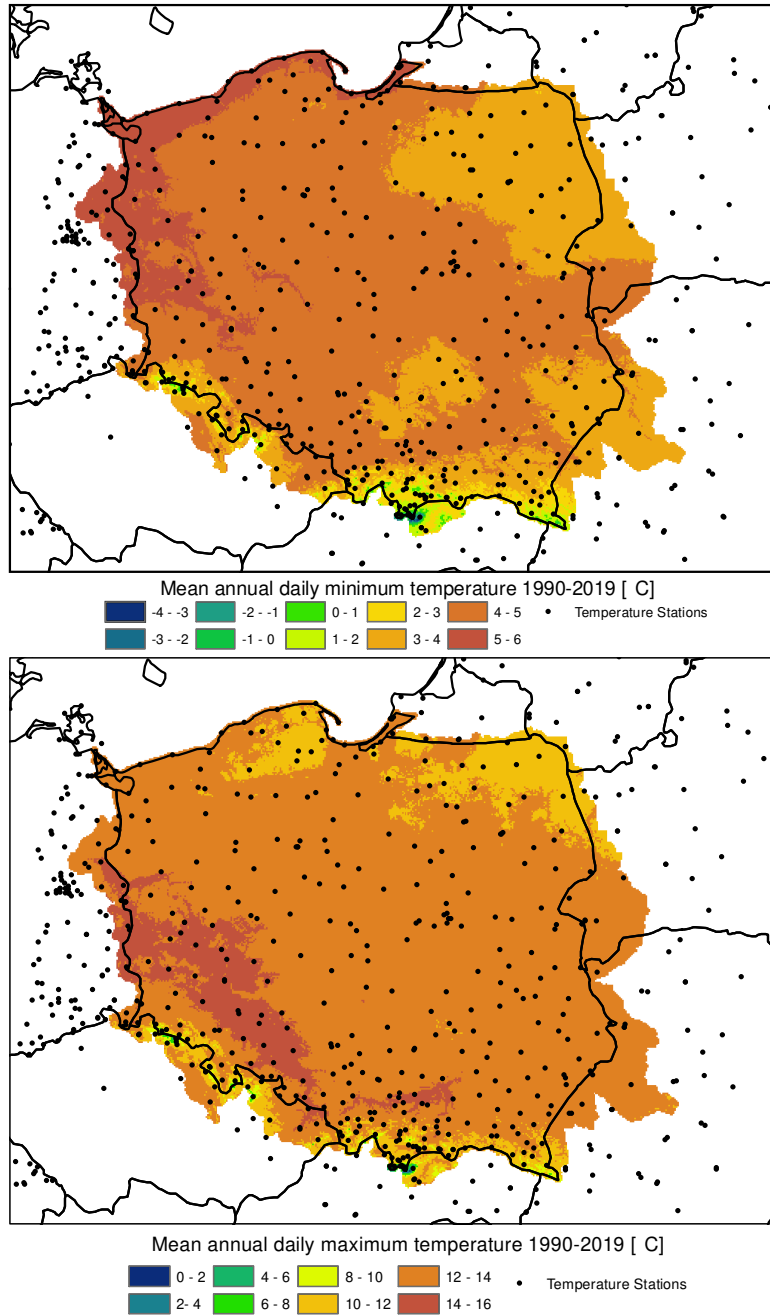 Mean annual daily minimum temperature 1990-2019 [ C]
-4 - -3 -2 - -1 0 - 1 2 - 3 4 - 5 Temperature Stations
-3 - -2 -1 - 0 1 - 2 3 - 4 5 - 6
Mean annual daily maximum temperature 1990-2019 [ C]
0 - 2 4 - 6 8 - 10 12 - 14 Temperature Stations
2- 4 6 - 8 10 - 12 14 - 16